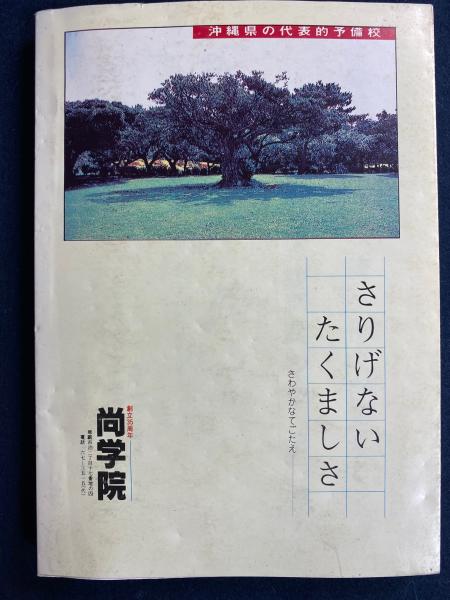 沖縄県の代表的予備校
さりげない
たくましさ
さわやかなてごたえ
創立35周年
尚学院